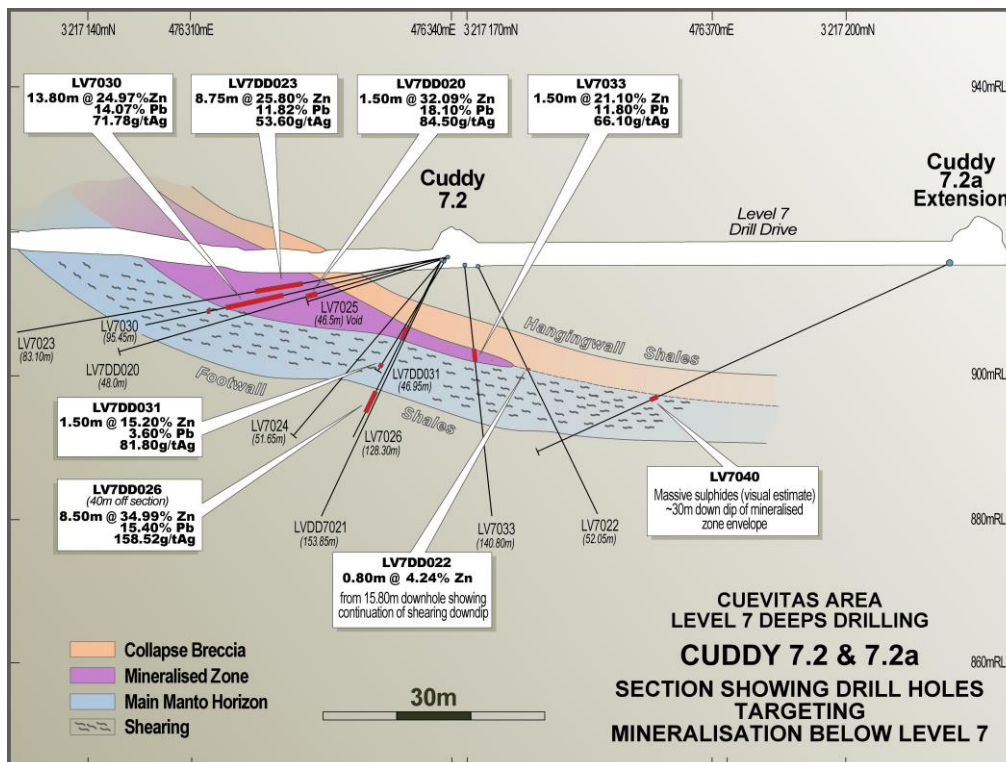 3 217 140mN
476 310mE
476 340mE
3 217 170mN
476 370mE
3 217 200mN
940mRL
LV7030
13.80m @ 24.97%Zn
14.07% Pb
71.78g/tAg
LV7DD023
8.75m @ 25.80% Zn
11.82% Pb
53.60g/tAg
LV7DD020
1.50m @ 32.09%Zn
18.10% Pb
84.50g/tAg
LV7033
1.50m @ 21.10% Zn
11.80% Pb
66.10g/tAg
Cuddy
7.2
Cuddy
7.2a
Extension
Level 7
Drill Drive
LV7025
(46.5m) Void
LV7030
(95.45m)
LV7023
(83.10m)
LV7DD020
(48.0m)
Hangingwall Shales
900mRL
LV7DD031
(46.95m)
Footwall Shales
LV7DD031
1.50m @ 15.20% Zn
3.60% Pb
81.80g/tAg
LV7024
(51.65m)
LV7026
(128.30m)
LV7DD026
(40m off section)
8.50m @ 34.99% Zn
15.40% Pb
158.52g/tAg
LVDD7021
(153.85m)
LV7033
(140.80m)
LV7022
(52.05m)
LV7040
Massive sulphides (visual estimate)
~30m down dip of mineralised
zone envelope
880mRL
LV7DD022
0.80m @ 4.24% Zn
from 15.80m downhole showing
continuation of shearing downdip
Collapse Breccia
Mineralised Zone
Main Manto Horizon
Shearing
30m
CUEVITAS AREA
LEVEL 7 DEEPS DRILLING
CUDDY 7.2 & 7.2a
SECTION SHOWING DRILL HOLES
TARGETING
MINERALISATION BELOW LEVEL 7
860mRL